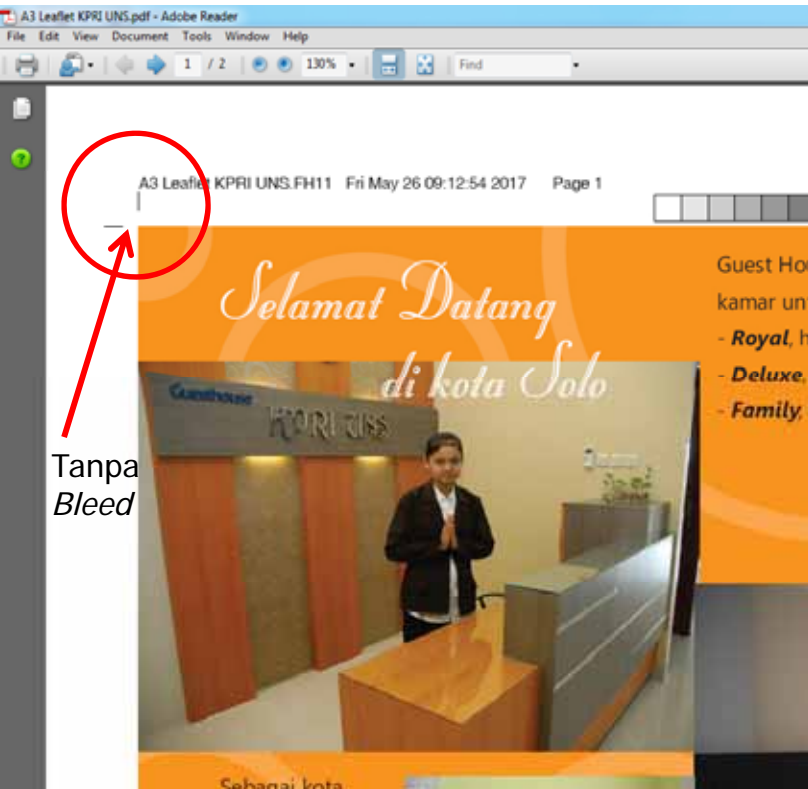 A3 Leaflet KPRI UNS.pdf - Adobe Reader
File Edit View Document Tools Window Help
1 / 2 130% Find
A3 Leaflet KPRI UNS.FH11 Fri May 26 09:12:54 2017 Page 1
Selamat Datang
di kota Solo
Guest Hou
kamar unt
- Royal, h
- Deluxe,
- Family,
Guesthouse
KPRI UNS
Tanpa
Bleed
Sebagai kota